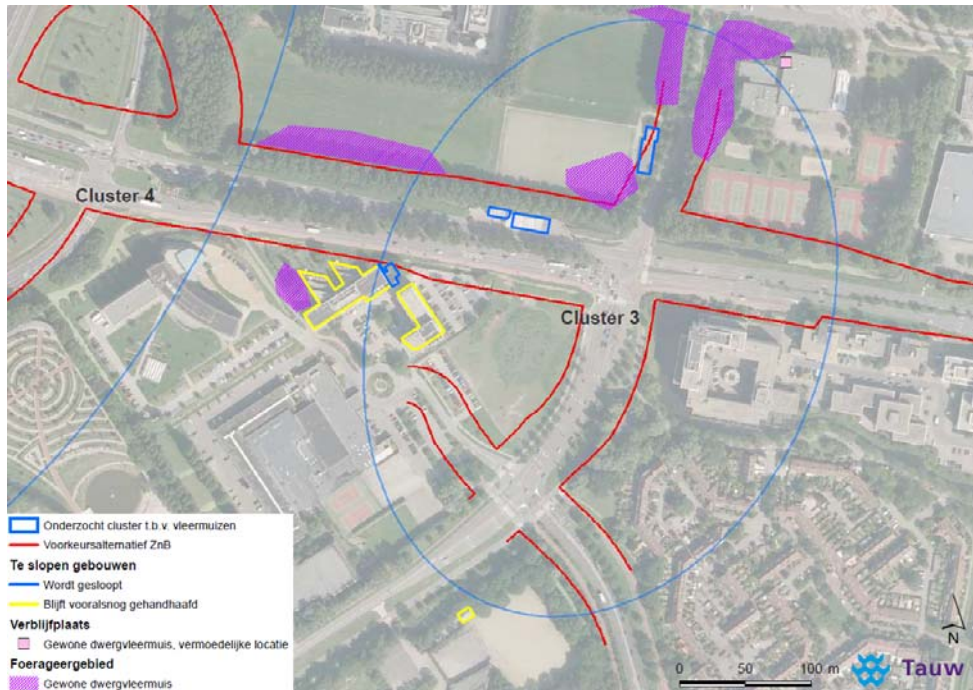 Cluster 4
Cluster 3
Onderzocht cluster t.b.v. vleermuizen
Voorkeursalternatief ZnB
Te slopen gebouwen
Wordt gesloopt
Blijft vooralsnog gehandhaafd
Verblijfplaats
Gewone dwergvleermuis, vermoedelijke locatie
Foerageergebied
Gewone dwergvleermuis
N
0 50 100 m
Tauw